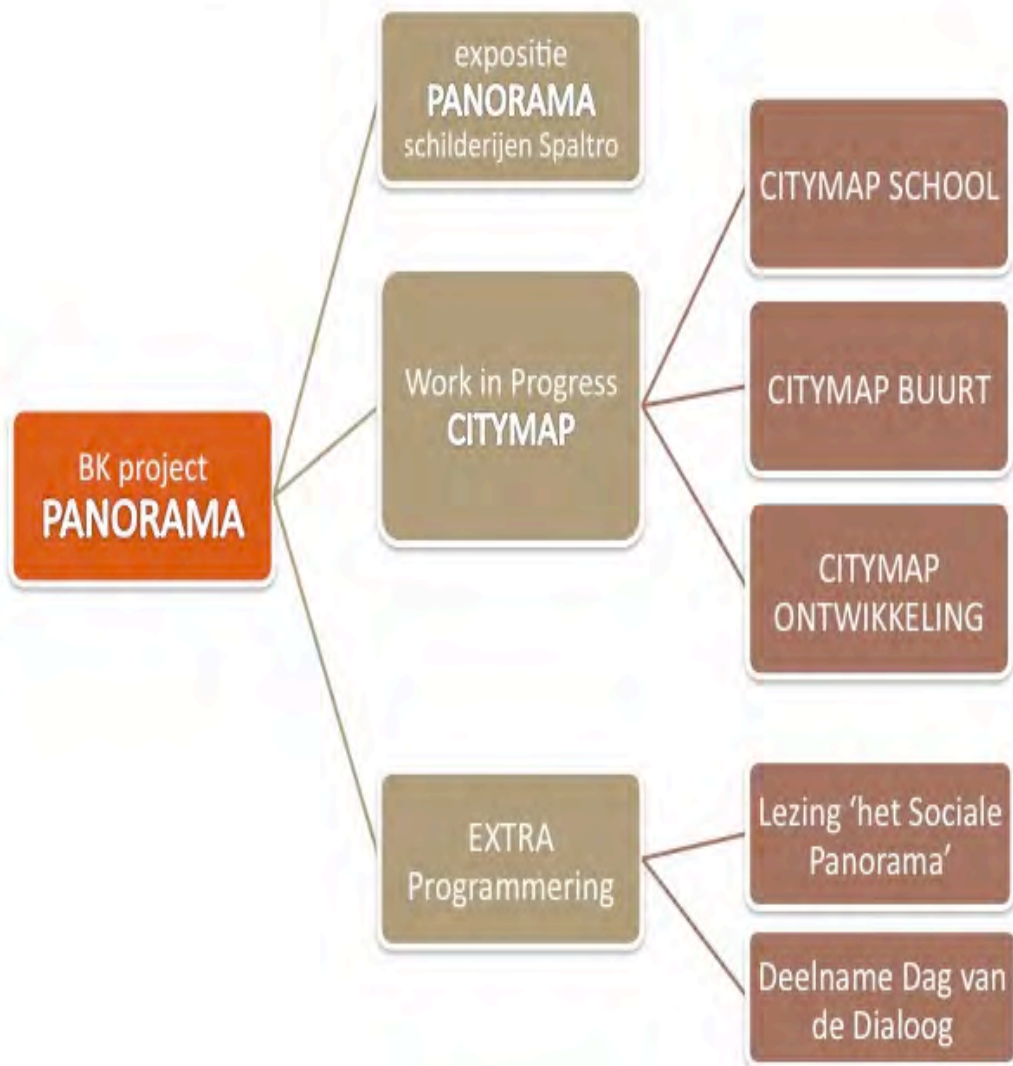 BK project
PANORAMA
expositie
PANORAMA
schilderijen Spaltro
Work in Progress
CITYMAP
EXTRA
Programmering
CITYMAP SCHOOL
CITYMAP BUURT
CITYMAP
ONTWIKKELING
Lezing ‘het Sociale
Panorama’
Deelname Dag van
de Dialoog